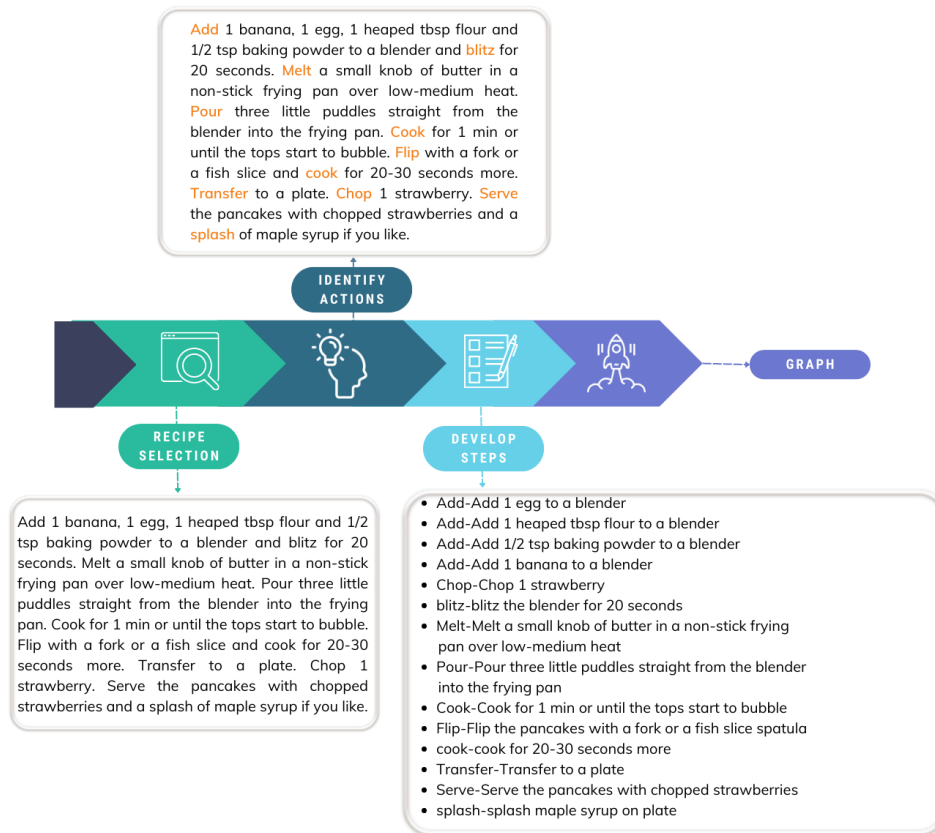 Add 1 banana, 1 egg, 1 heaped tbsp flour and
1/2 tsp baking powder to a blender and blitz for
20 seconds. Melt a small knob of butter in a
non-stick frying pan over low-medium heat.
Pour three little puddles straight from the
blender into the frying pan. Cook for 1 min or
until the tops start to bubble. Flip with a fork or
a fish slice and cook for 20-30 seconds more.
Transfer to a plate. Chop 1 strawberry. Serve
the pancakes with chopped strawberries and a
splash of maple syrup if you like.
IDENTIFY
ACTIONS
GRAPH
RECIPE
SELECTION
DEVELOP
STEPS
Add 1 banana, 1 egg, 1 heaped tbsp flour and 1/2
tsp baking powder to a blender and blitz for 20
seconds. Melt a small knob of butter in a non-stick
frying pan over low-medium heat. Pour three little
puddles straight from the blender into the frying
pan. Cook for 1 min or until the tops start to bubble.
Flip with a fork or a fish slice and cook for 20-30
seconds more. Transfer to a plate. Chop 1
strawberry. Serve the pancakes with chopped
strawberries and a splash of maple syrup if you like.
• Add-Add 1 egg to a blender
• Add-Add 1 heaped tbsp flour to a blender
• Add-Add 1/2 tsp baking powder to a blender
• Add-Add 1 banana to a blender
• Chop-Chop 1 strawberry
• blitz-blitz the blender for 20 seconds
• Melt-Melt a small knob of butter in a non-stick frying
pan over low-medium heat
• Pour-Pour three little puddles straight from the blender
into the frying pan
• Cook-Cook for 1 min or until the tops start to bubble
• Flip-Flip the pancakes with a fork or a fish slice spatula
• cook-cook for 20-30 seconds more
• Transfer-Transfer to a plate
• Serve-Serve the pancakes with chopped strawberries
• splash-splash maple syrup on plate